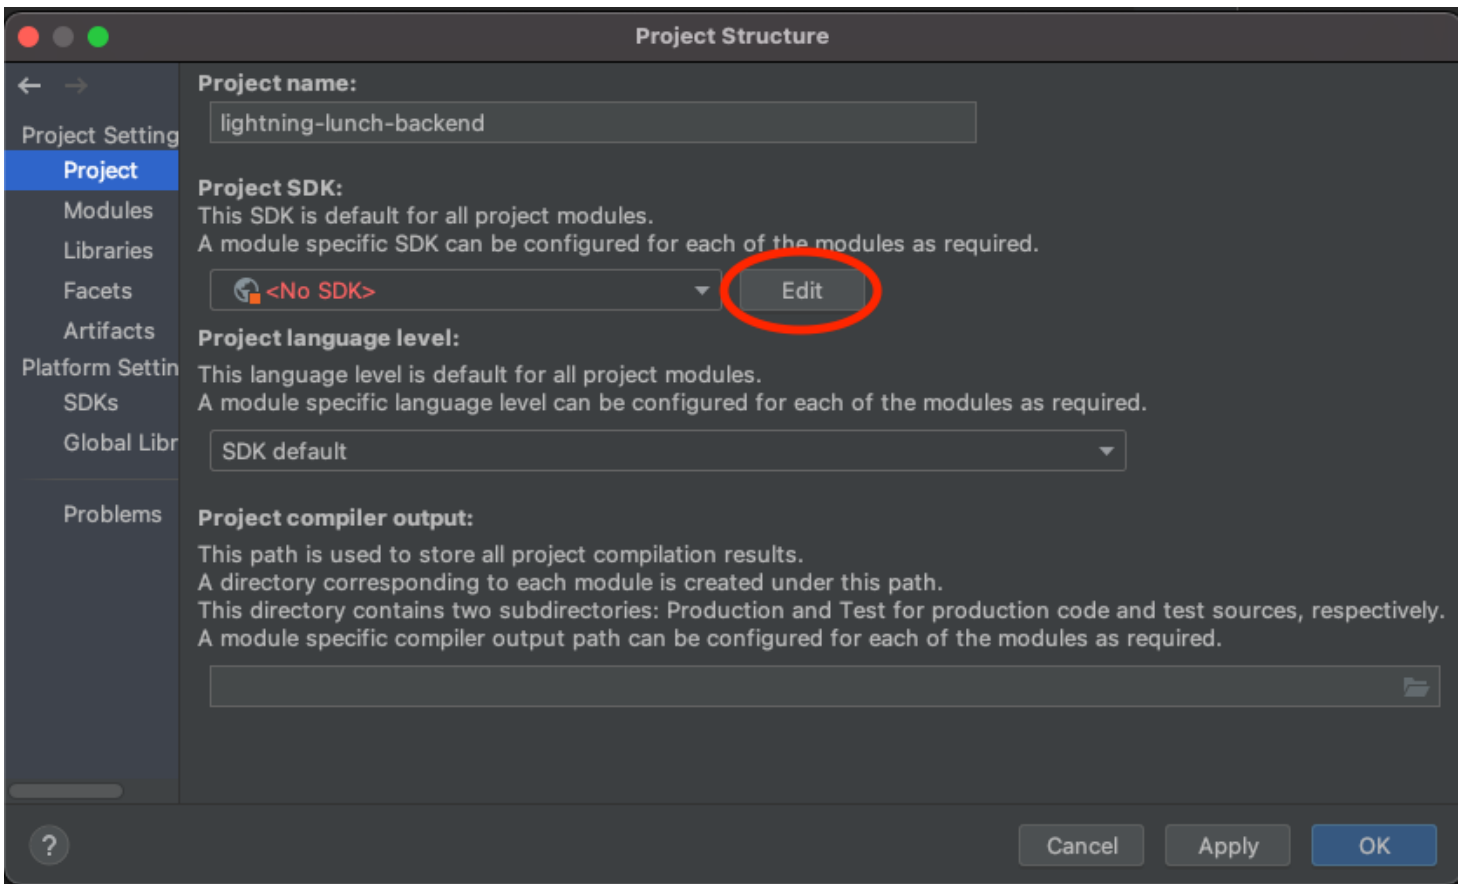 Project Structure
Project Setting
Project
Modules
Libraries
Facets
Artifacts
Platform Settin
SDKs
Global Libr
Problems
Project name:
lightning-lunch-backend
Project SDK:
This SDK is default for all project modules.
A module specific SDK can be configured for each of the modules as required.
<No SDK>
Edit
Project language level:
This language level is default for all project modules.
A module specific language level can be configured for each of the modules as required.
SDK default
Project compiler output:
This path is used to store all project compilation results.
A directory corresponding to each module is created under this path.
This directory contains two subdirectories: Production and Test for production code and test sources, respectively.
A module specific compiler output path can be configured for each of the modules as required.
?
Cancel
Apply
OK